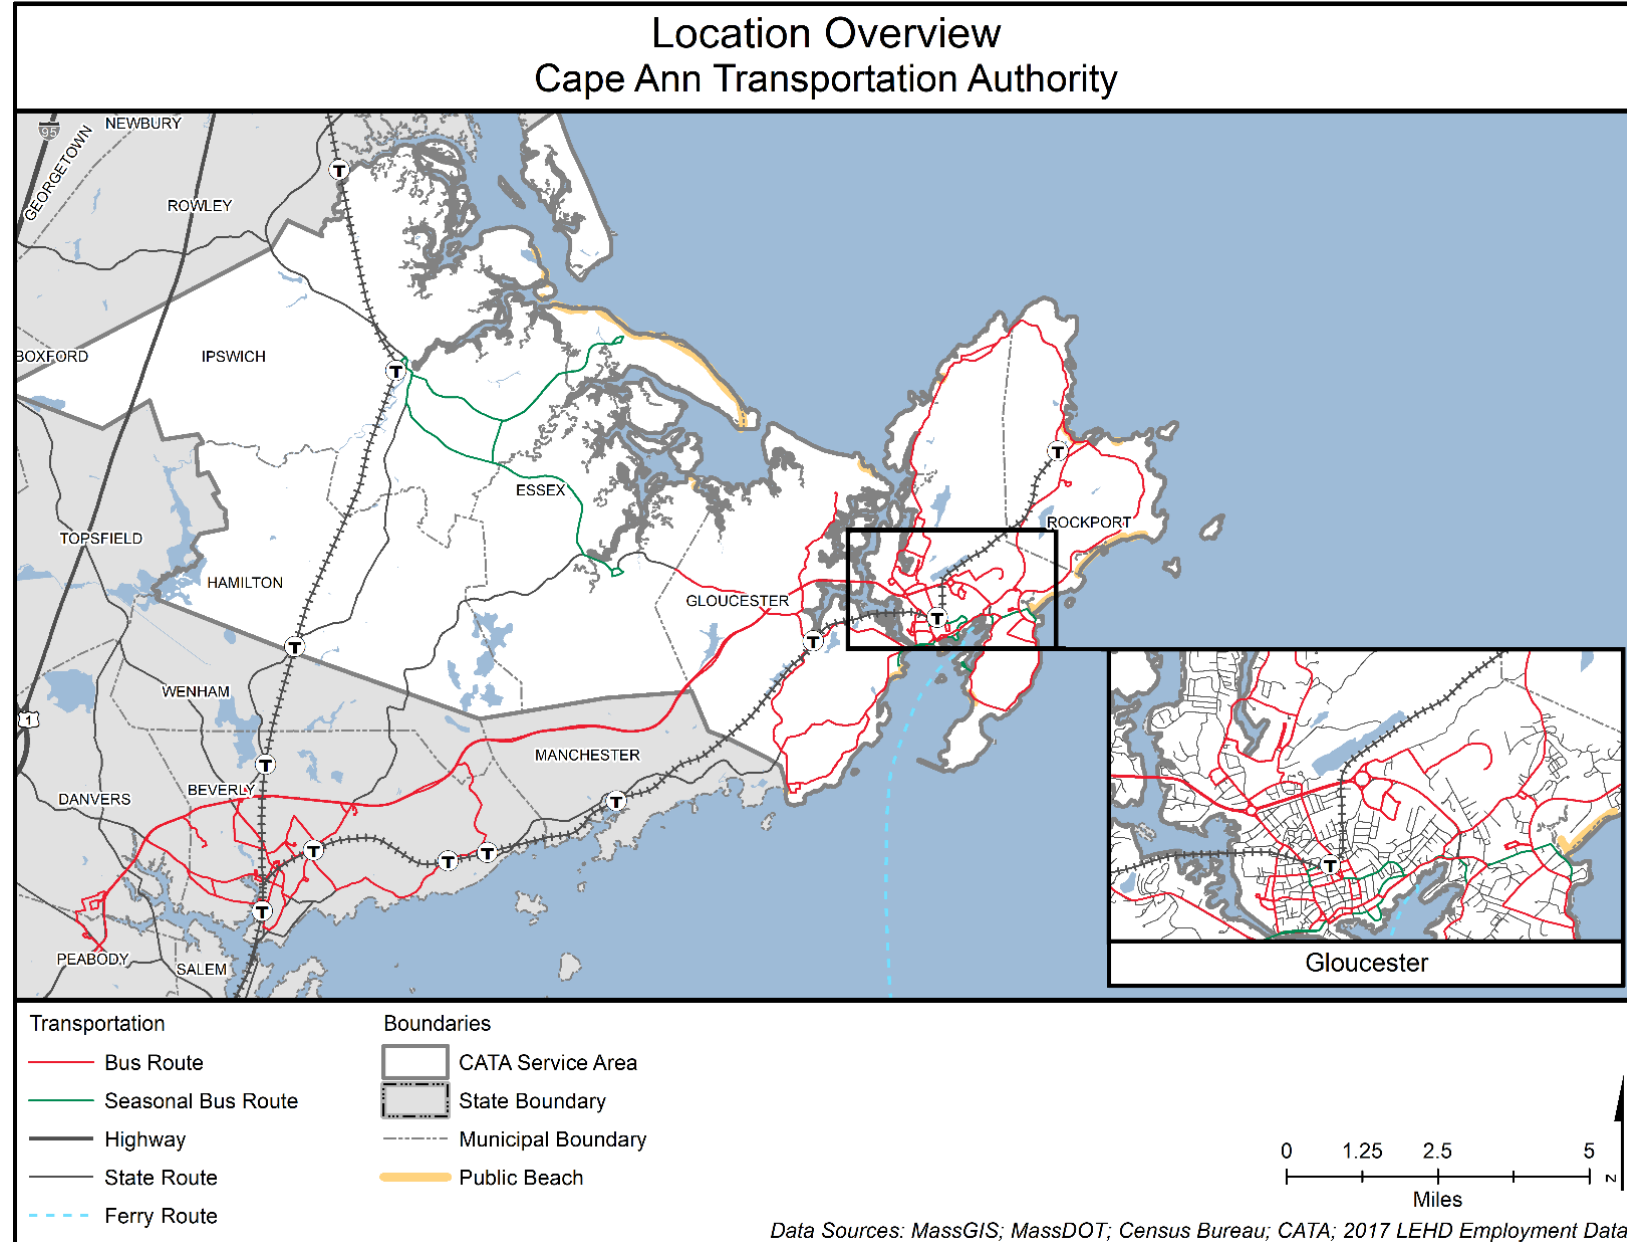 Location Overview
Cape Ann Transportation Authority
95
NEWBURY
GEORGETOWN
ROWLEY
T
BOXFORD
IPSWICH
T
T
ESSEX
ROCKPORT
TOPSFIELD
HAMILTON
GLOUCESTER
T
T
T
WENHAM
1
MANCHESTER
T
BEVERLY
DANVERS
T
T
T
T
T
T
PEABODY
SALEM
Gloucester
Transportation
Bus Route
Seasonal Bus Route
Highway
State Route
Ferry Route
Boundaries
CATA Service Area
State Boundary
Municipal Boundary
Public Beach
0 1.25 2.5 5
Miles
N
Data Sources: MassGIS; MassDOT; Census Bureau; CATA; 2017 LEHD Employment Data